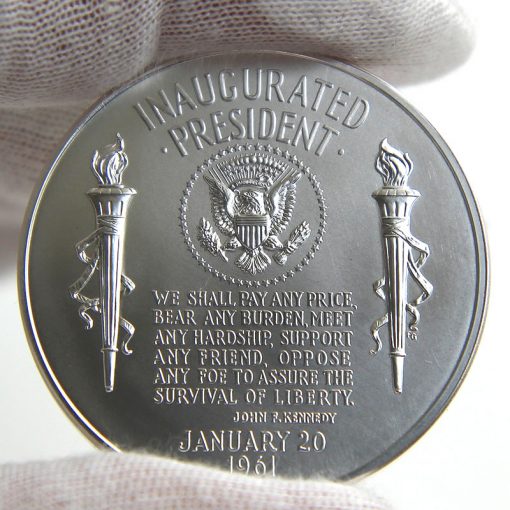 INAUGURATED
· PRESIDENT ·
WE SHALL PAY ANY PRICE,
BEAR ANY BURDEN, MEET
ANY HARDSHIP, SUPPORT
ANY FRIEND, OPPOSE
ANY FOE TO ASSURE THE
SURVIVAL OF LIBERTY.
JOHN F. KENNEDY
JANUARY 20
1961